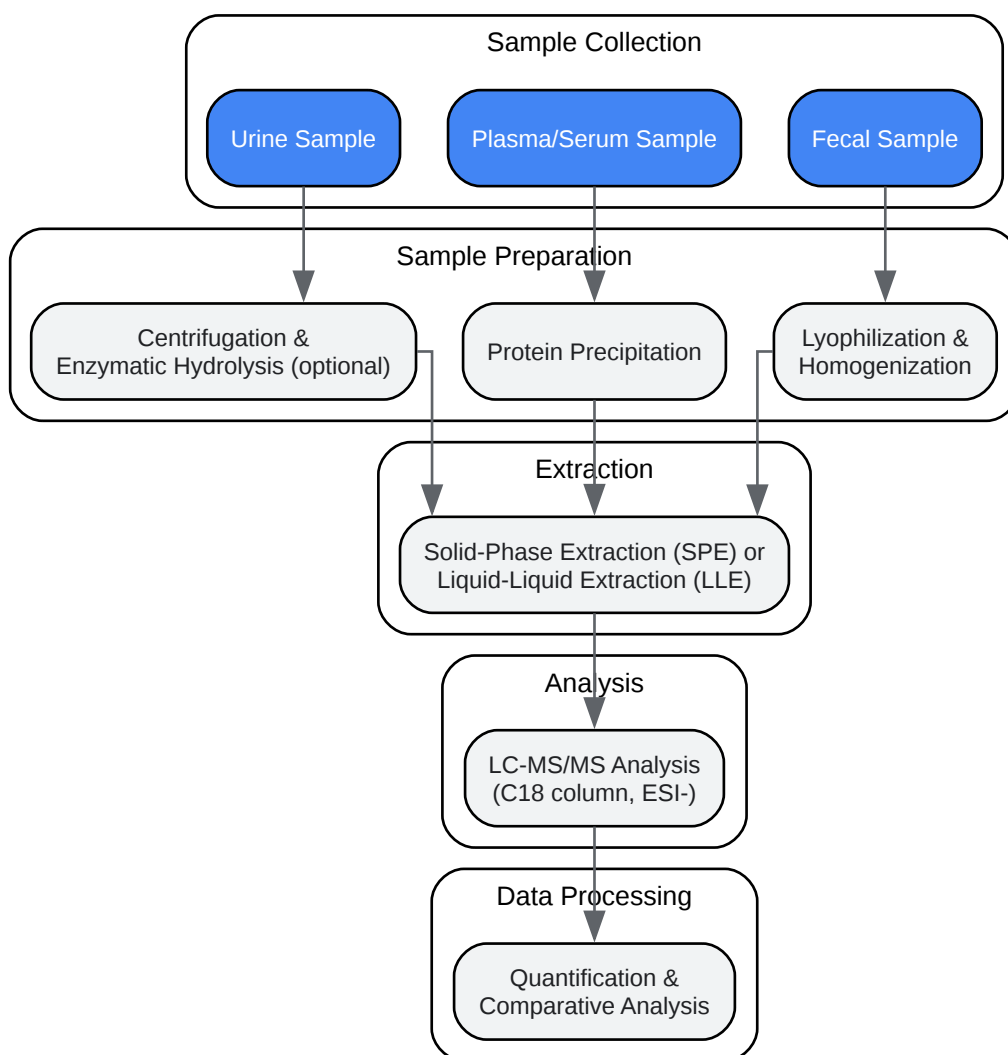 Sample Collection
Urine Sample
Plasma/Serum Sample
Fecal Sample
Sample Preparation
Centrifugation &
Enzymatic Hydrolysis (optional)
Protein Precipitation
Lyophilization &
Homogenization
Extraction
Solid-Phase Extraction (SPE) or
Liquid-Liquid Extraction (LLE)
Analysis
LC-MS/MS Analysis
(C18 column, ESI-)
Data Processing
Quantification &
Comparative Analysis